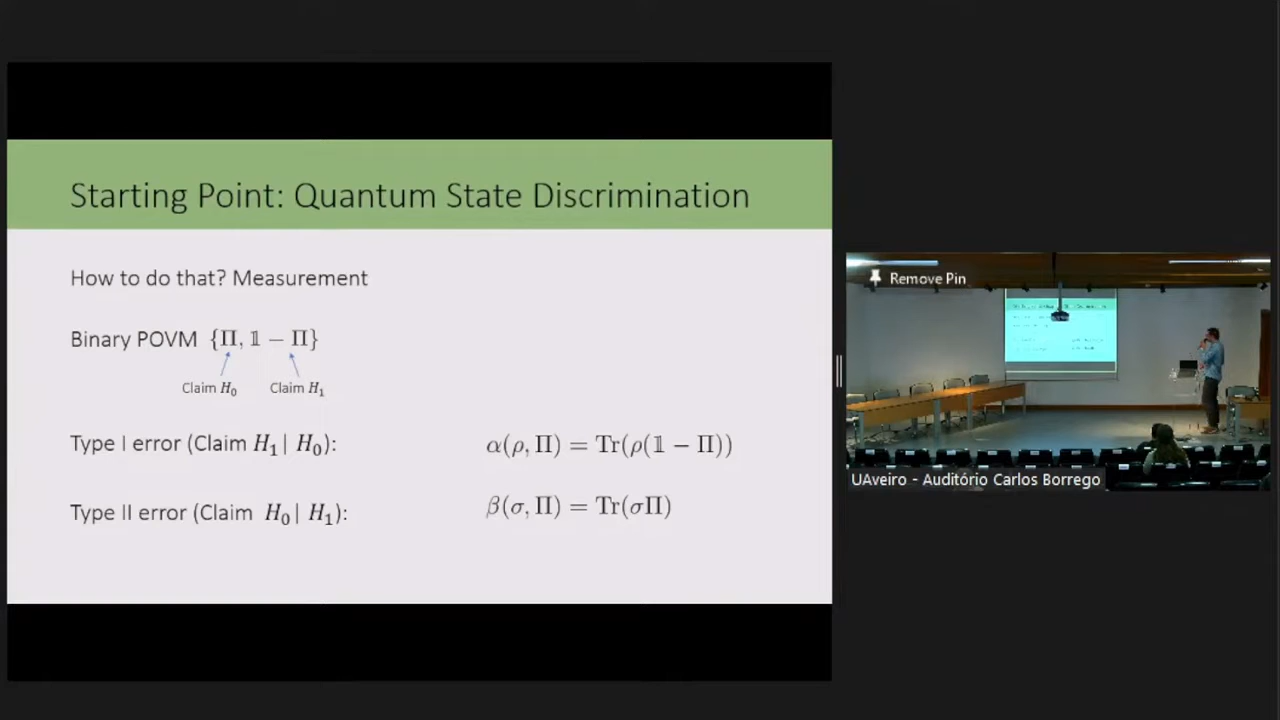 Starting Point: Quantum State Discrimination
How to do that? Measurement
Binary POVM {Π, 𝟙 − Π}
Claim H₀ Claim H₁
Type I error (Claim H₁ | H₀): α(ρ, Π) = Tr(ρ(𝟙 − Π))
Type II error (Claim H₀ | H₁): β(σ, Π) = Tr(σΠ)
Remove Pin
UAveiro - Auditório Carlos Borrego